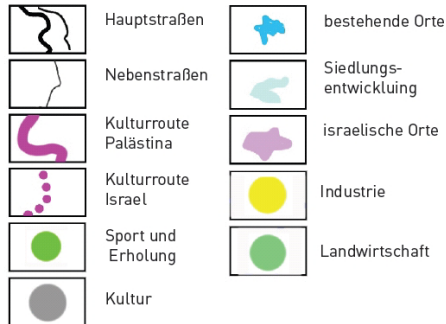 Hauptstraßen
Nebenstraßen
Kulturroute
Palästina
Kulturroute
Israel
Sport und
Erholung
Kultur
bestehende Orte
Siedlungs-
entwickluing
israelische Orte
Industrie
Landwirtschaft